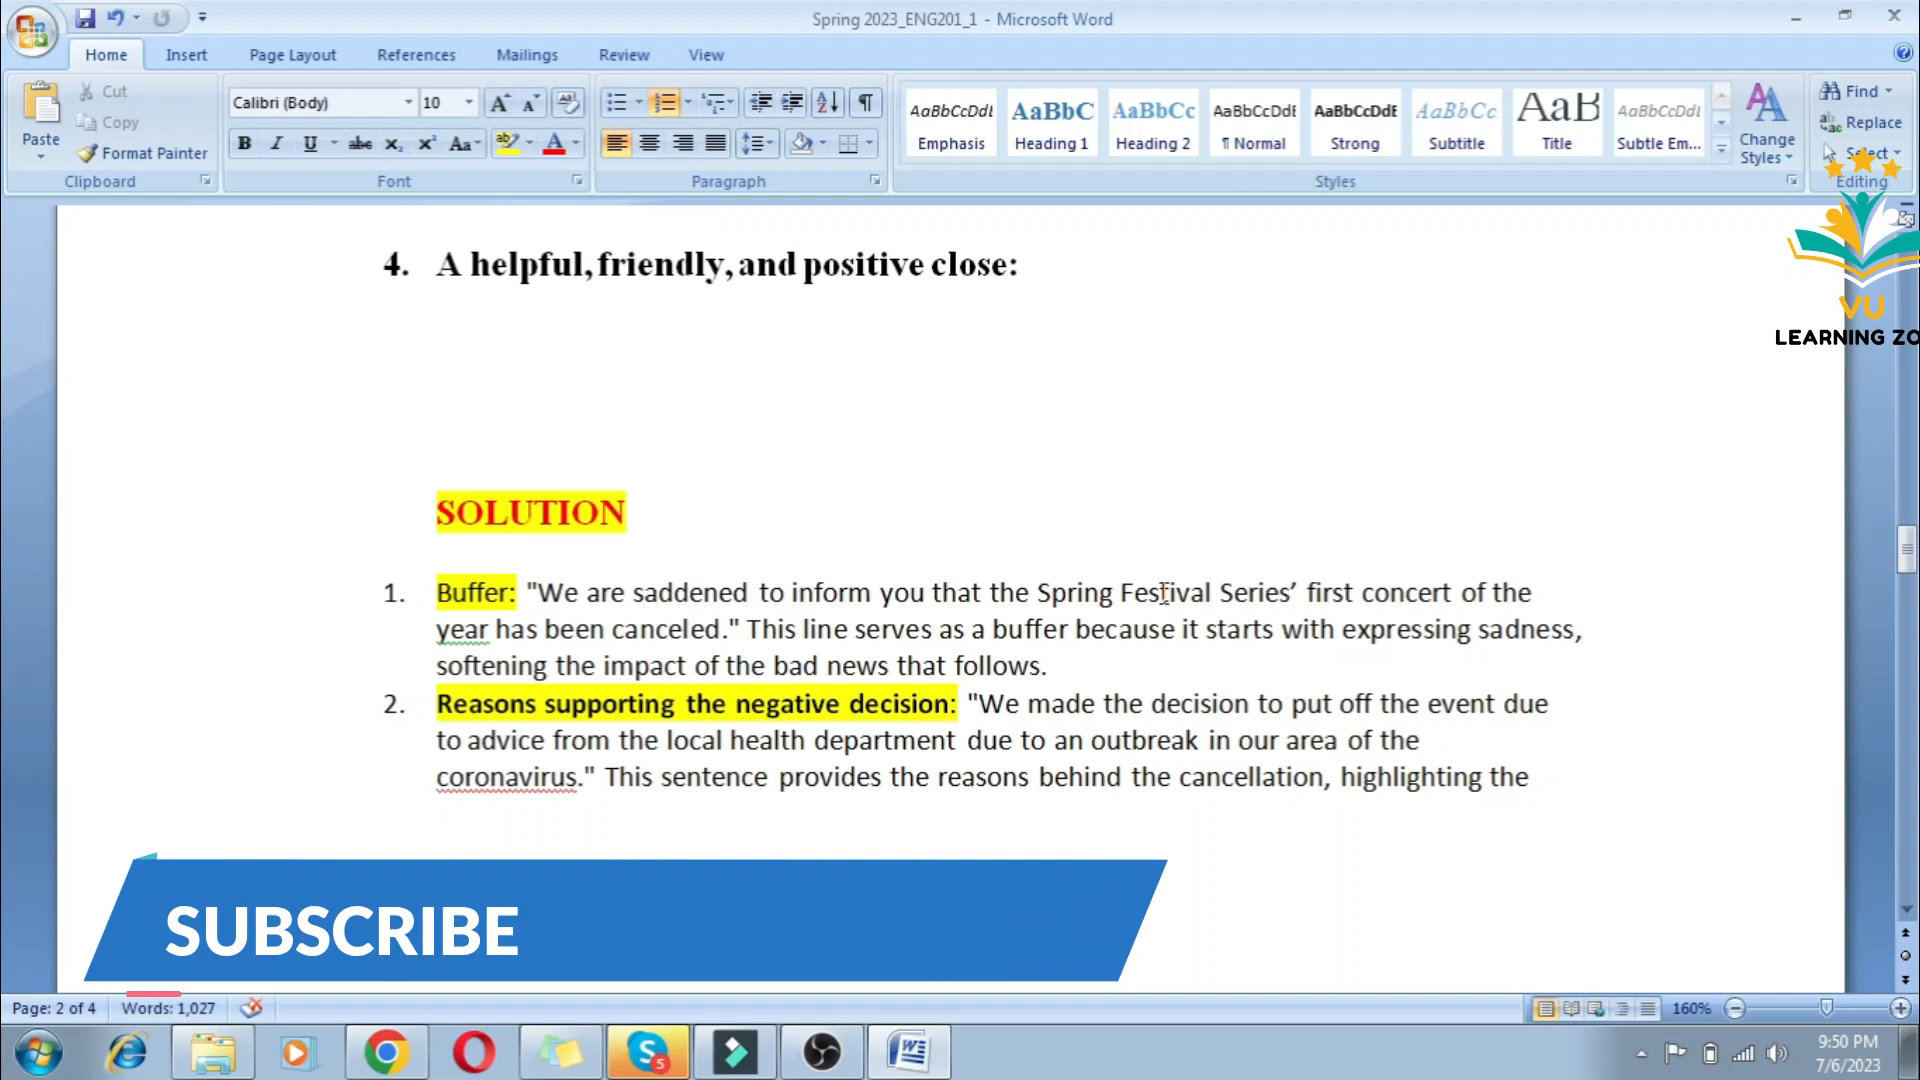 Spring 2023_ENG201_1 - Microsoft Word
Home Insert Page Layout References Mailings Review View
Paste
Cut
Copy
Format Painter
Clipboard
Calibri (Body) 10
Font
Paragraph
AaBbCcDdI AaBbC AaBbCc AaBbCcDdE AaBbCcDdE AaBbCc. AaB AaBbCcDdI
Emphasis Heading 1 Heading 2 ¶ Normal Strong Subtitle Title Subtle Em...
Change
Styles
Styles
Find
Replace
Select
Editing
VU
LEARNING ZO
4. A helpful, friendly, and positive close:
SOLUTION
1. Buffer: "We are saddened to inform you that the Spring Festival Series’ first concert of the
year has been canceled." This line serves as a buffer because it starts with expressing sadness,
softening the impact of the bad news that follows.
2. Reasons supporting the negative decision: "We made the decision to put off the event due
to advice from the local health department due to an outbreak in our area of the
coronavirus." This sentence provides the reasons behind the cancellation, highlighting the
SUBSCRIBE
Page: 2 of 4 Words: 1,027
160%
9:50 PM
7/6/2023